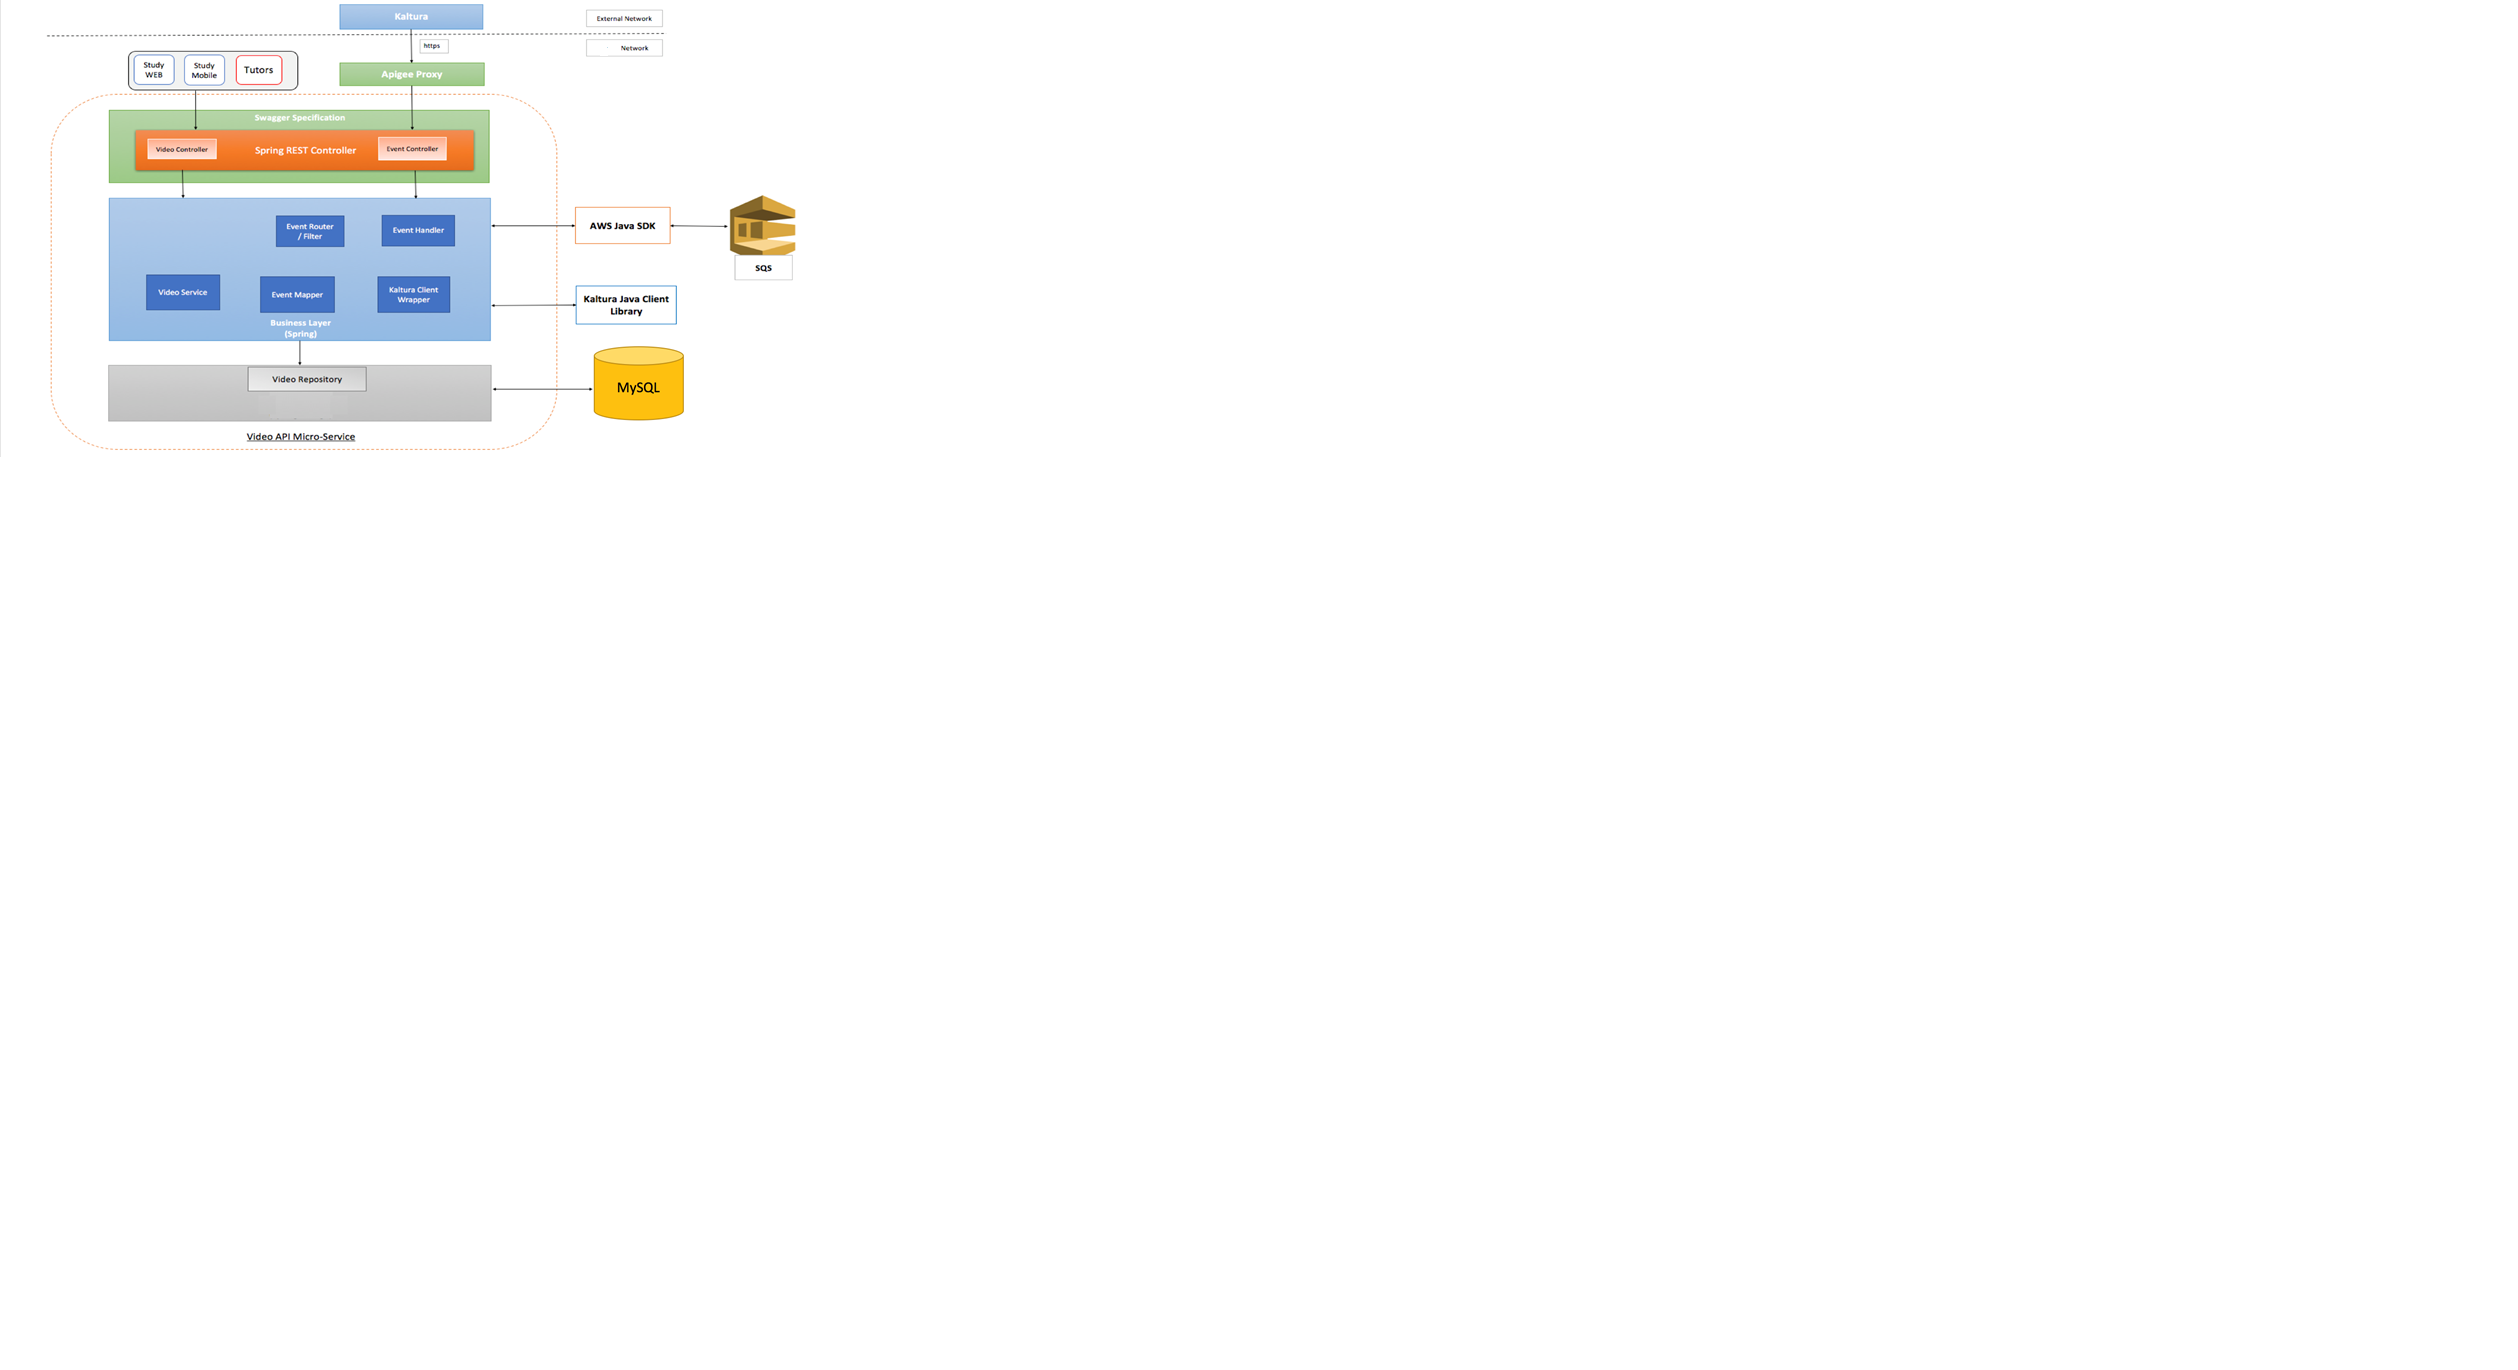 Kaltura
External Network
https
Network
Study
WEB
Study
Mobile
Tutors
Apigee Proxy
Swagger Specification
Video Controller
Spring REST Controller
Event Controller
Event Router
/ Filter
Event Handler
AWS Java SDK
SQS
Video Service
Event Mapper
Kaltura Client
Wrapper
Kaltura Java Client
Library
Business Layer
(Spring)
Video Repository
MySQL
Video API Micro-Service